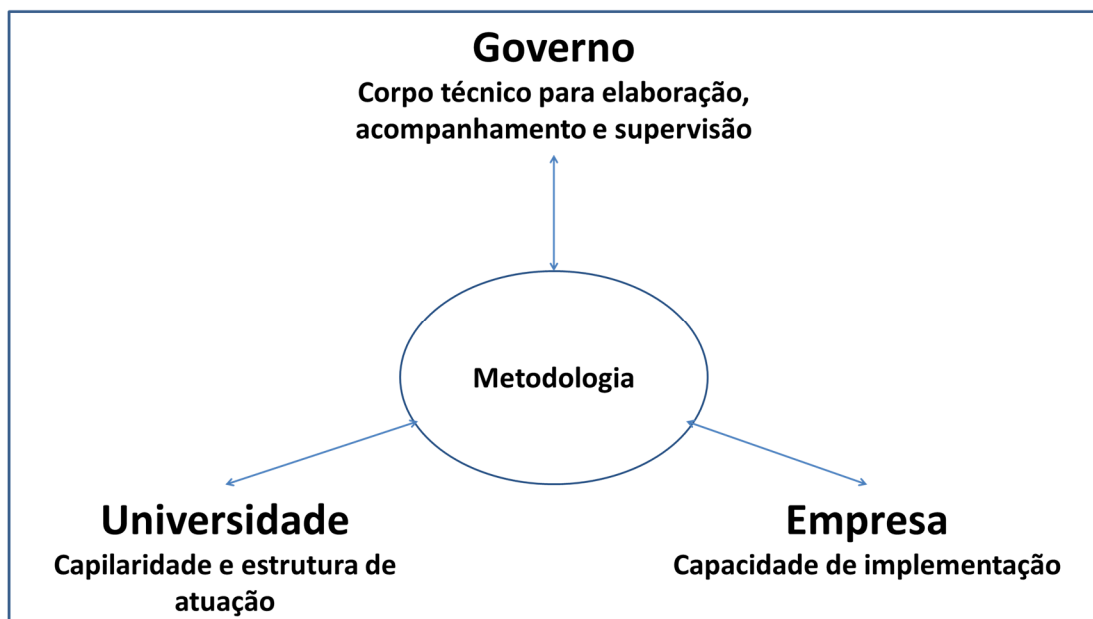 Governo
Corpo técnico para elaboração,
acompanhamento e supervisão
Metodologia
Universidade
Capilaridade e estrutura de
atuação
Empresa
Capacidade de implementação